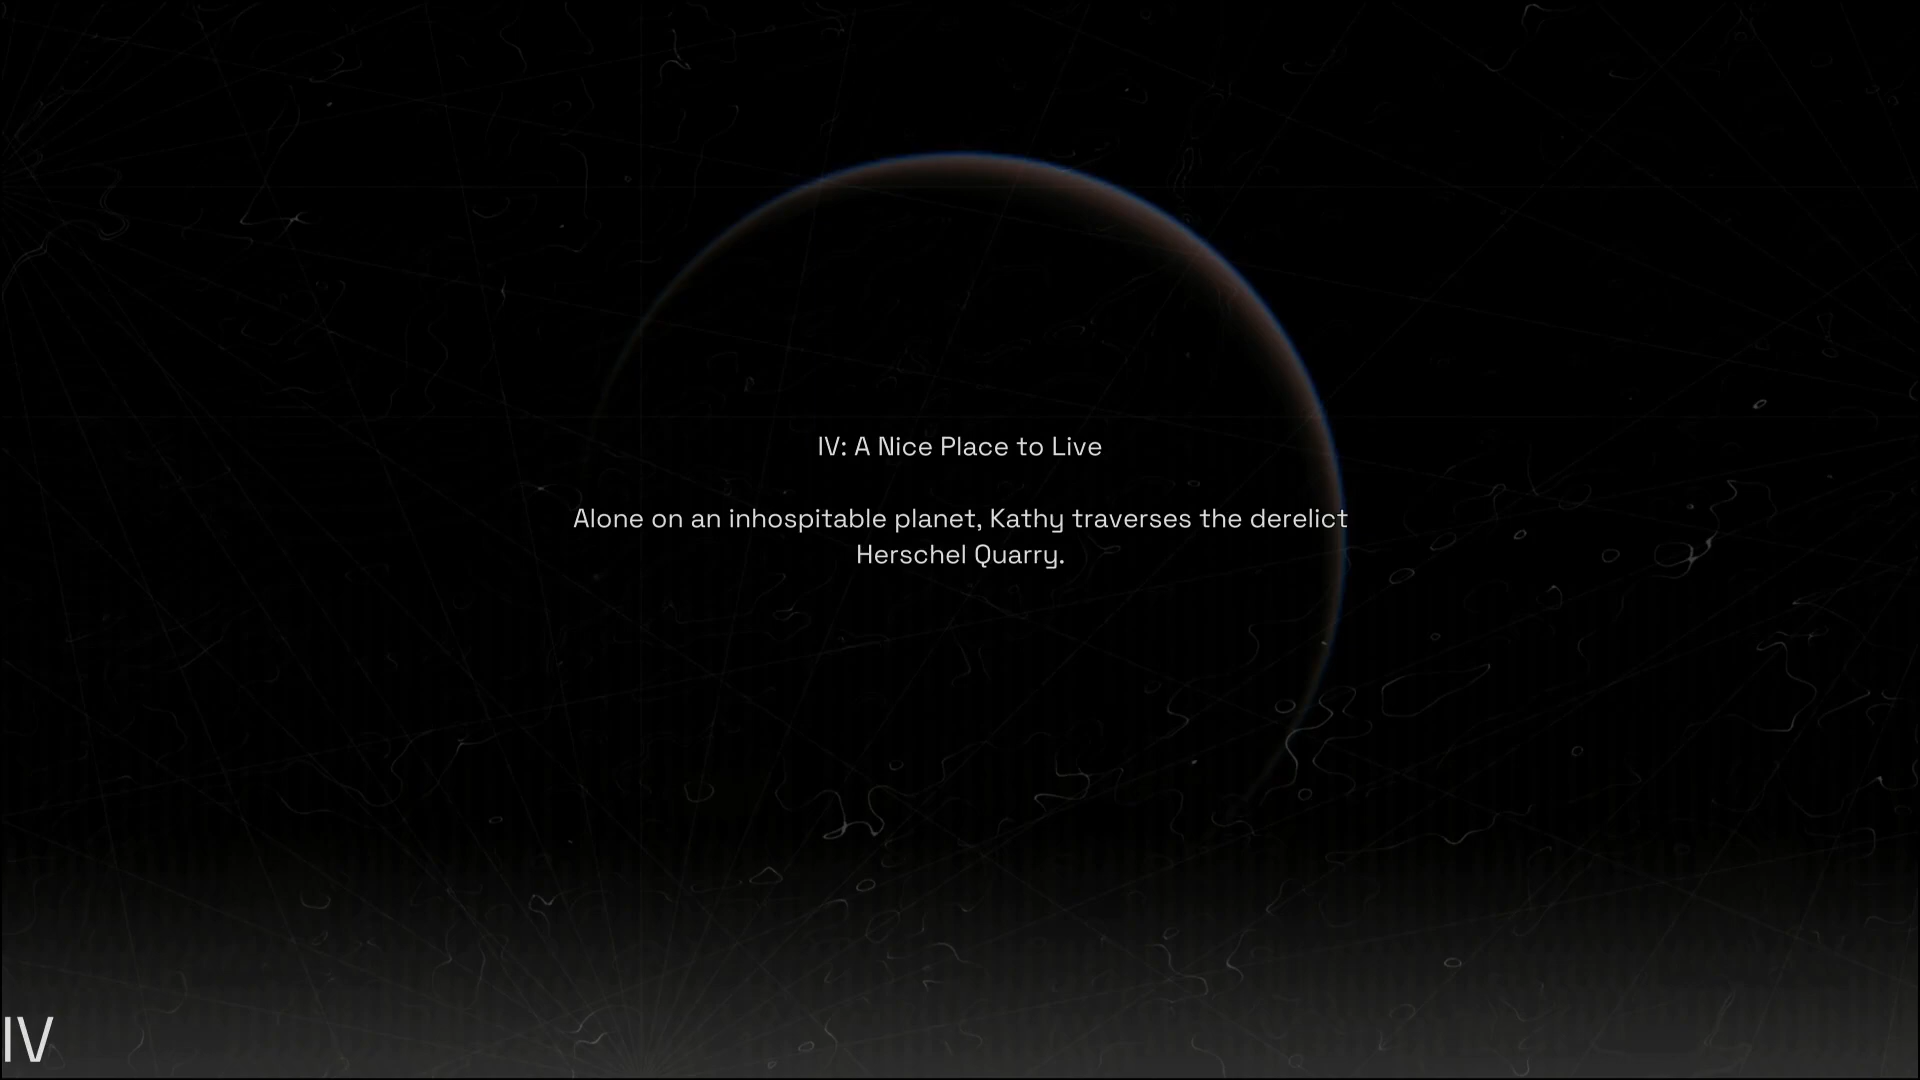 IV: A Nice Place to Live
Alone on an inhospitable planet, Kathy traverses the derelict
Herschel Quarry.
IV